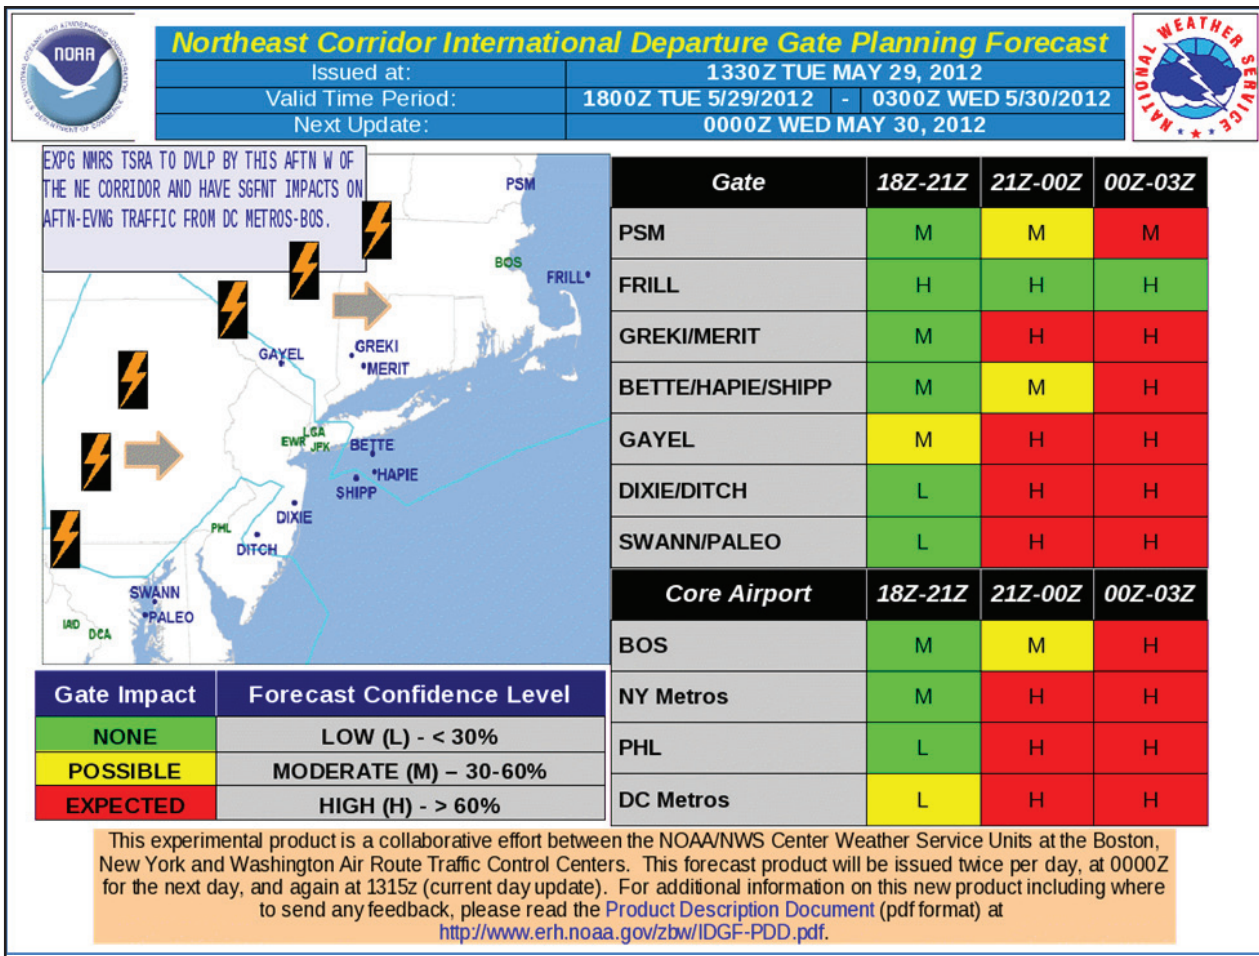 NOAA
NATIONAL OCEANIC AND ATMOSPHERIC ADMINISTRATION
U.S. DEPARTMENT OF COMMERCE
Northeast Corridor International Departure Gate Planning Forecast
Issued at: 1330Z TUE MAY 29, 2012
Valid Time Period: 1800Z TUE 5/29/2012 - 0300Z WED 5/30/2012
Next Update: 0000Z WED MAY 30, 2012
NATIONAL WEATHER SERVICE
EXPG NMRS TSRA TO DVLP BY THIS AFTN W OF
THE NE CORRIDOR AND HAVE SGFNT IMPACTS ON
AFTN-EVNG TRAFFIC FROM DC METROS-BOS.
PSM
BOS
FRILL
GAYEL
GREKI
MERIT
LGA
EWR
JFK
BETTE
HAPIE
SHIPP
DIXIE
PHL
DITCH
SWANN
PALEO
IAD
DCA
Gate 18Z-21Z 21Z-00Z 00Z-03Z
PSM M M M
FRILL H H H
GREKI/MERIT M H H
BETTE/HAPIE/SHIPP M M H
GAYEL M H H
DIXIE/DITCH L H H
SWANN/PALEO L H H
Core Airport 18Z-21Z 21Z-00Z 00Z-03Z
BOS M M H
NY Metros M H H
PHL L H H
DC Metros L H H
Gate Impact Forecast Confidence Level
NONE LOW (L) - < 30%
POSSIBLE MODERATE (M) – 30-60%
EXPECTED HIGH (H) - > 60%
This experimental product is a collaborative effort between the NOAA/NWS Center Weather Service Units at the Boston,
New York and Washington Air Route Traffic Control Centers. This forecast product will be issued twice per day, at 0000Z
for the next day, and again at 1315z (current day update). For additional information on this new product including where
to send any feedback, please read the Product Description Document (pdf format) at
http://www.erh.noaa.gov/zbw/IDGF-PDD.pdf.